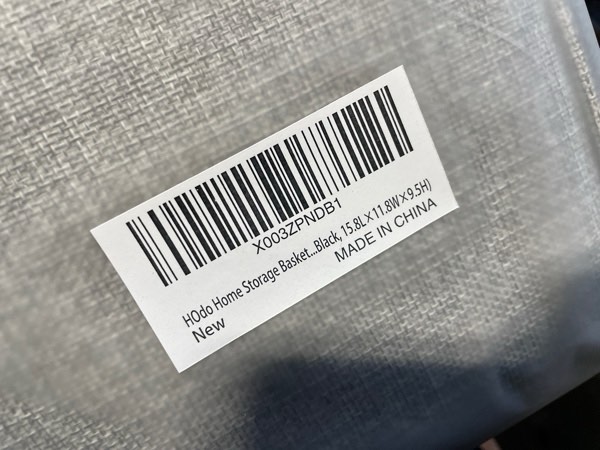 X003ZPNDB1
HOdo Home Storage Basket...Black, 15.8L×11.8W×9.5H)
New
MADE IN CHINA